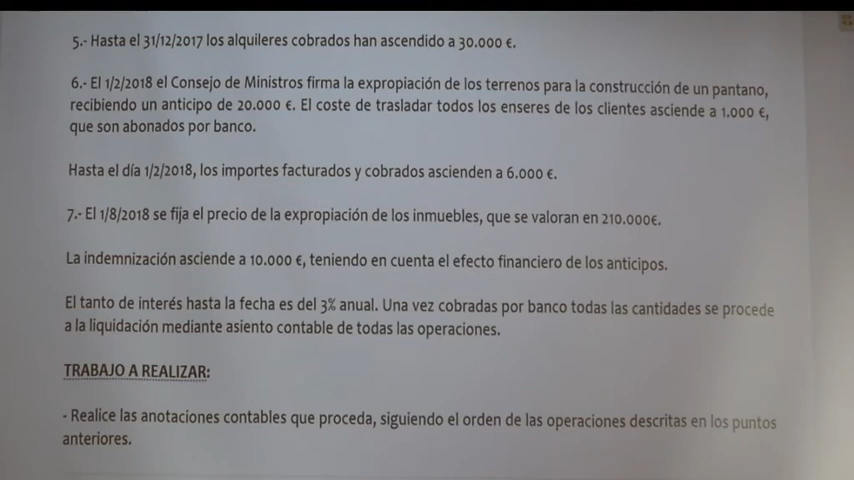 5.- Hasta el 31/12/2017 los alquileres cobrados han ascendido a 30.000 €.
6.- El 1/2/2018 el Consejo de Ministros firma la expropiación de los terrenos para la construcción de un pantano,
recibiendo un anticipo de 20.000 €. El coste de trasladar todos los enseres de los clientes asciende a 1.000 €,
que son abonados por banco.
Hasta el día 1/2/2018, los importes facturados y cobrados ascienden a 6.000 €.
7.- El 1/8/2018 se fija el precio de la expropiación de los inmuebles, que se valoran en 210.000€.
La indemnización asciende a 10.000 €, teniendo en cuenta el efecto financiero de los anticipos.
El tanto de interés hasta la fecha es del 3% anual. Una vez cobradas por banco todas las cantidades se procede
a la liquidación mediante asiento contable de todas las operaciones.
TRABAJO A REALIZAR:
- Realice las anotaciones contables que proceda, siguiendo el orden de las operaciones descritas en los puntos
anteriores.